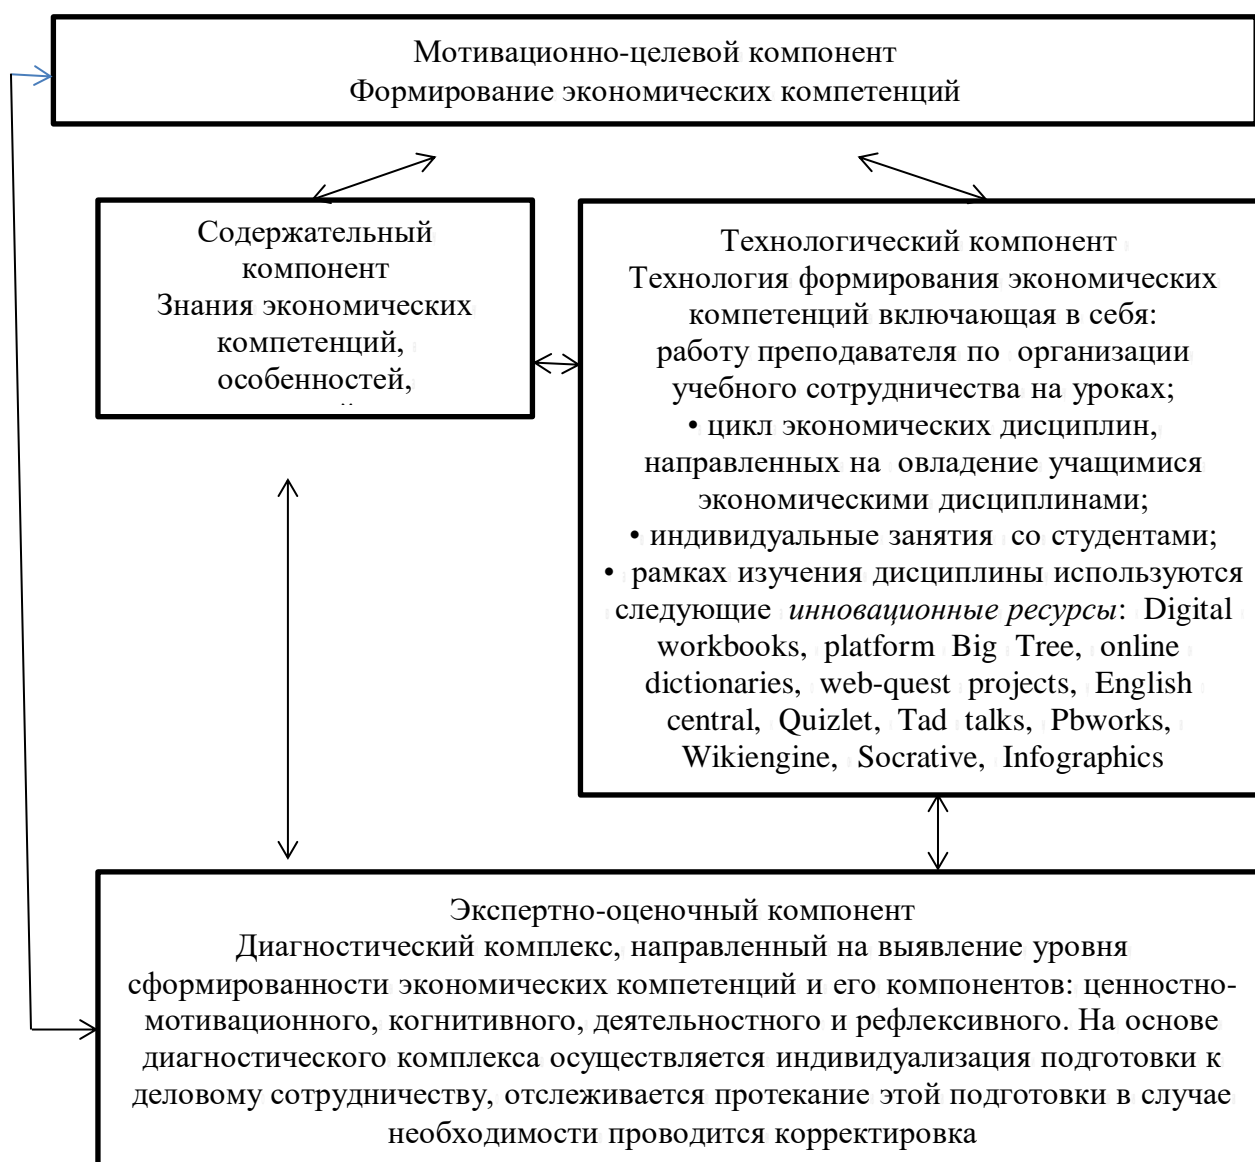 Мотивационно-целевой компонент
Формирование экономических компетенций
Содержательный
компонент
Знания экономических
компетенций,
особенностей,
Технологический компонент
Технология формирования экономических
компетенций включающая в себя:
работу преподавателя по организации
учебного сотрудничества на уроках;
• цикл экономических дисциплин,
направленных на овладение учащимися
экономическими дисциплинами;
• индивидуальные занятия со студентами;
• рамках изучения дисциплины используются
следующие инновационные ресурсы: Digital
workbooks, platform Big Tree, online
dictionaries, web-quest projects, English
central, Quizlet, Tad talks, Pbworks,
Wikiengine, Socrative, Infographics
Экспертно-оценочный компонент
Диагностический комплекс, направленный на выявление уровня
сформированности экономических компетенций и его компонентов: ценностно-
мотивационного, когнитивного, деятельностного и рефлексивного. На основе
диагностического комплекса осуществляется индивидуализация подготовки к
деловому сотрудничеству, отслеживается протекание этой подготовки в случае
необходимости проводится корректировка